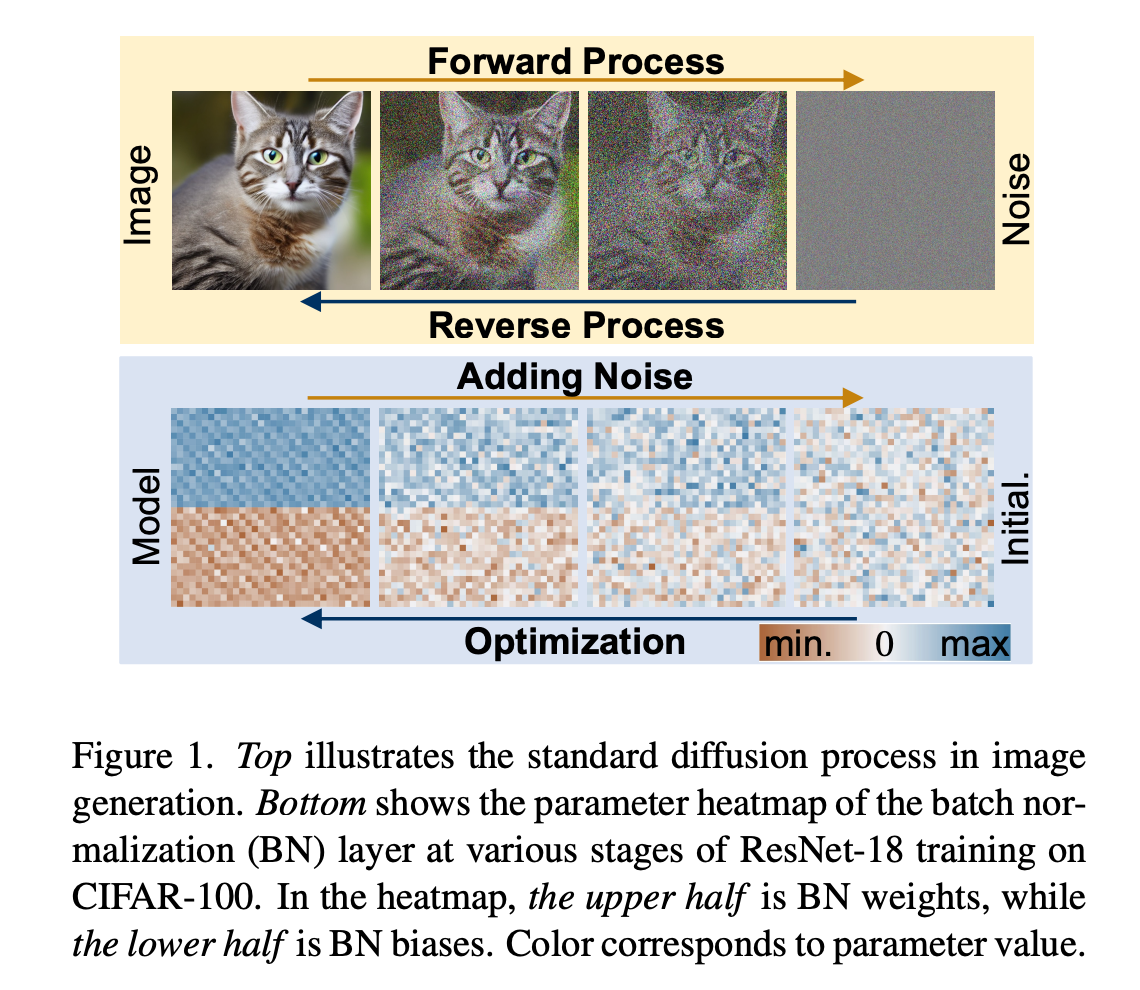 Forward Process
Image
Noise
Reverse Process
Adding Noise
Model
Initial.
Optimization
min. 0 max
Figure 1. Top illustrates the standard diffusion process in image
generation. Bottom shows the parameter heatmap of the batch nor-
malization (BN) layer at various stages of ResNet-18 training on
CIFAR-100. In the heatmap, the upper half is BN weights, while
the lower half is BN biases. Color corresponds to parameter value.